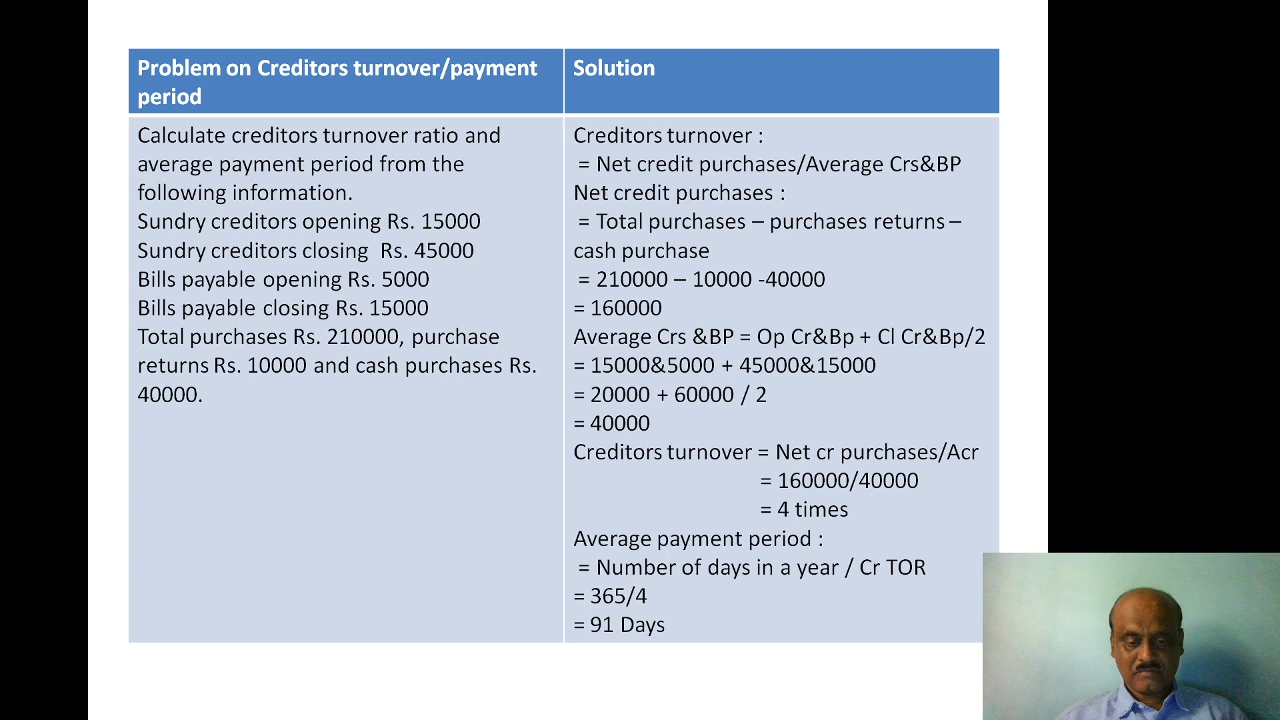 Problem on Creditors turnover/payment
period
Solution
Calculate creditors turnover ratio and
average payment period from the
following information.
Sundry creditors opening Rs. 15000
Sundry creditors closing  Rs. 45000
Bills payable opening Rs. 5000
Bills payable closing Rs. 15000
Total purchases Rs. 210000, purchase
returns Rs. 10000 and cash purchases Rs.
40000.
Creditors turnover :
= Net credit purchases/Average Crs&BP
Net credit purchases :
= Total purchases – purchases returns –
cash purchase
= 210000 – 10000 -40000
= 160000
Average Crs &BP = Op Cr&Bp + Cl Cr&Bp/2
= 15000&5000 + 45000&15000
= 20000 + 60000 / 2
= 40000
Creditors turnover = Net cr purchases/Acr
= 160000/40000
= 4 times
Average payment period :
= Number of days in a year / Cr TOR
= 365/4
= 91 Days